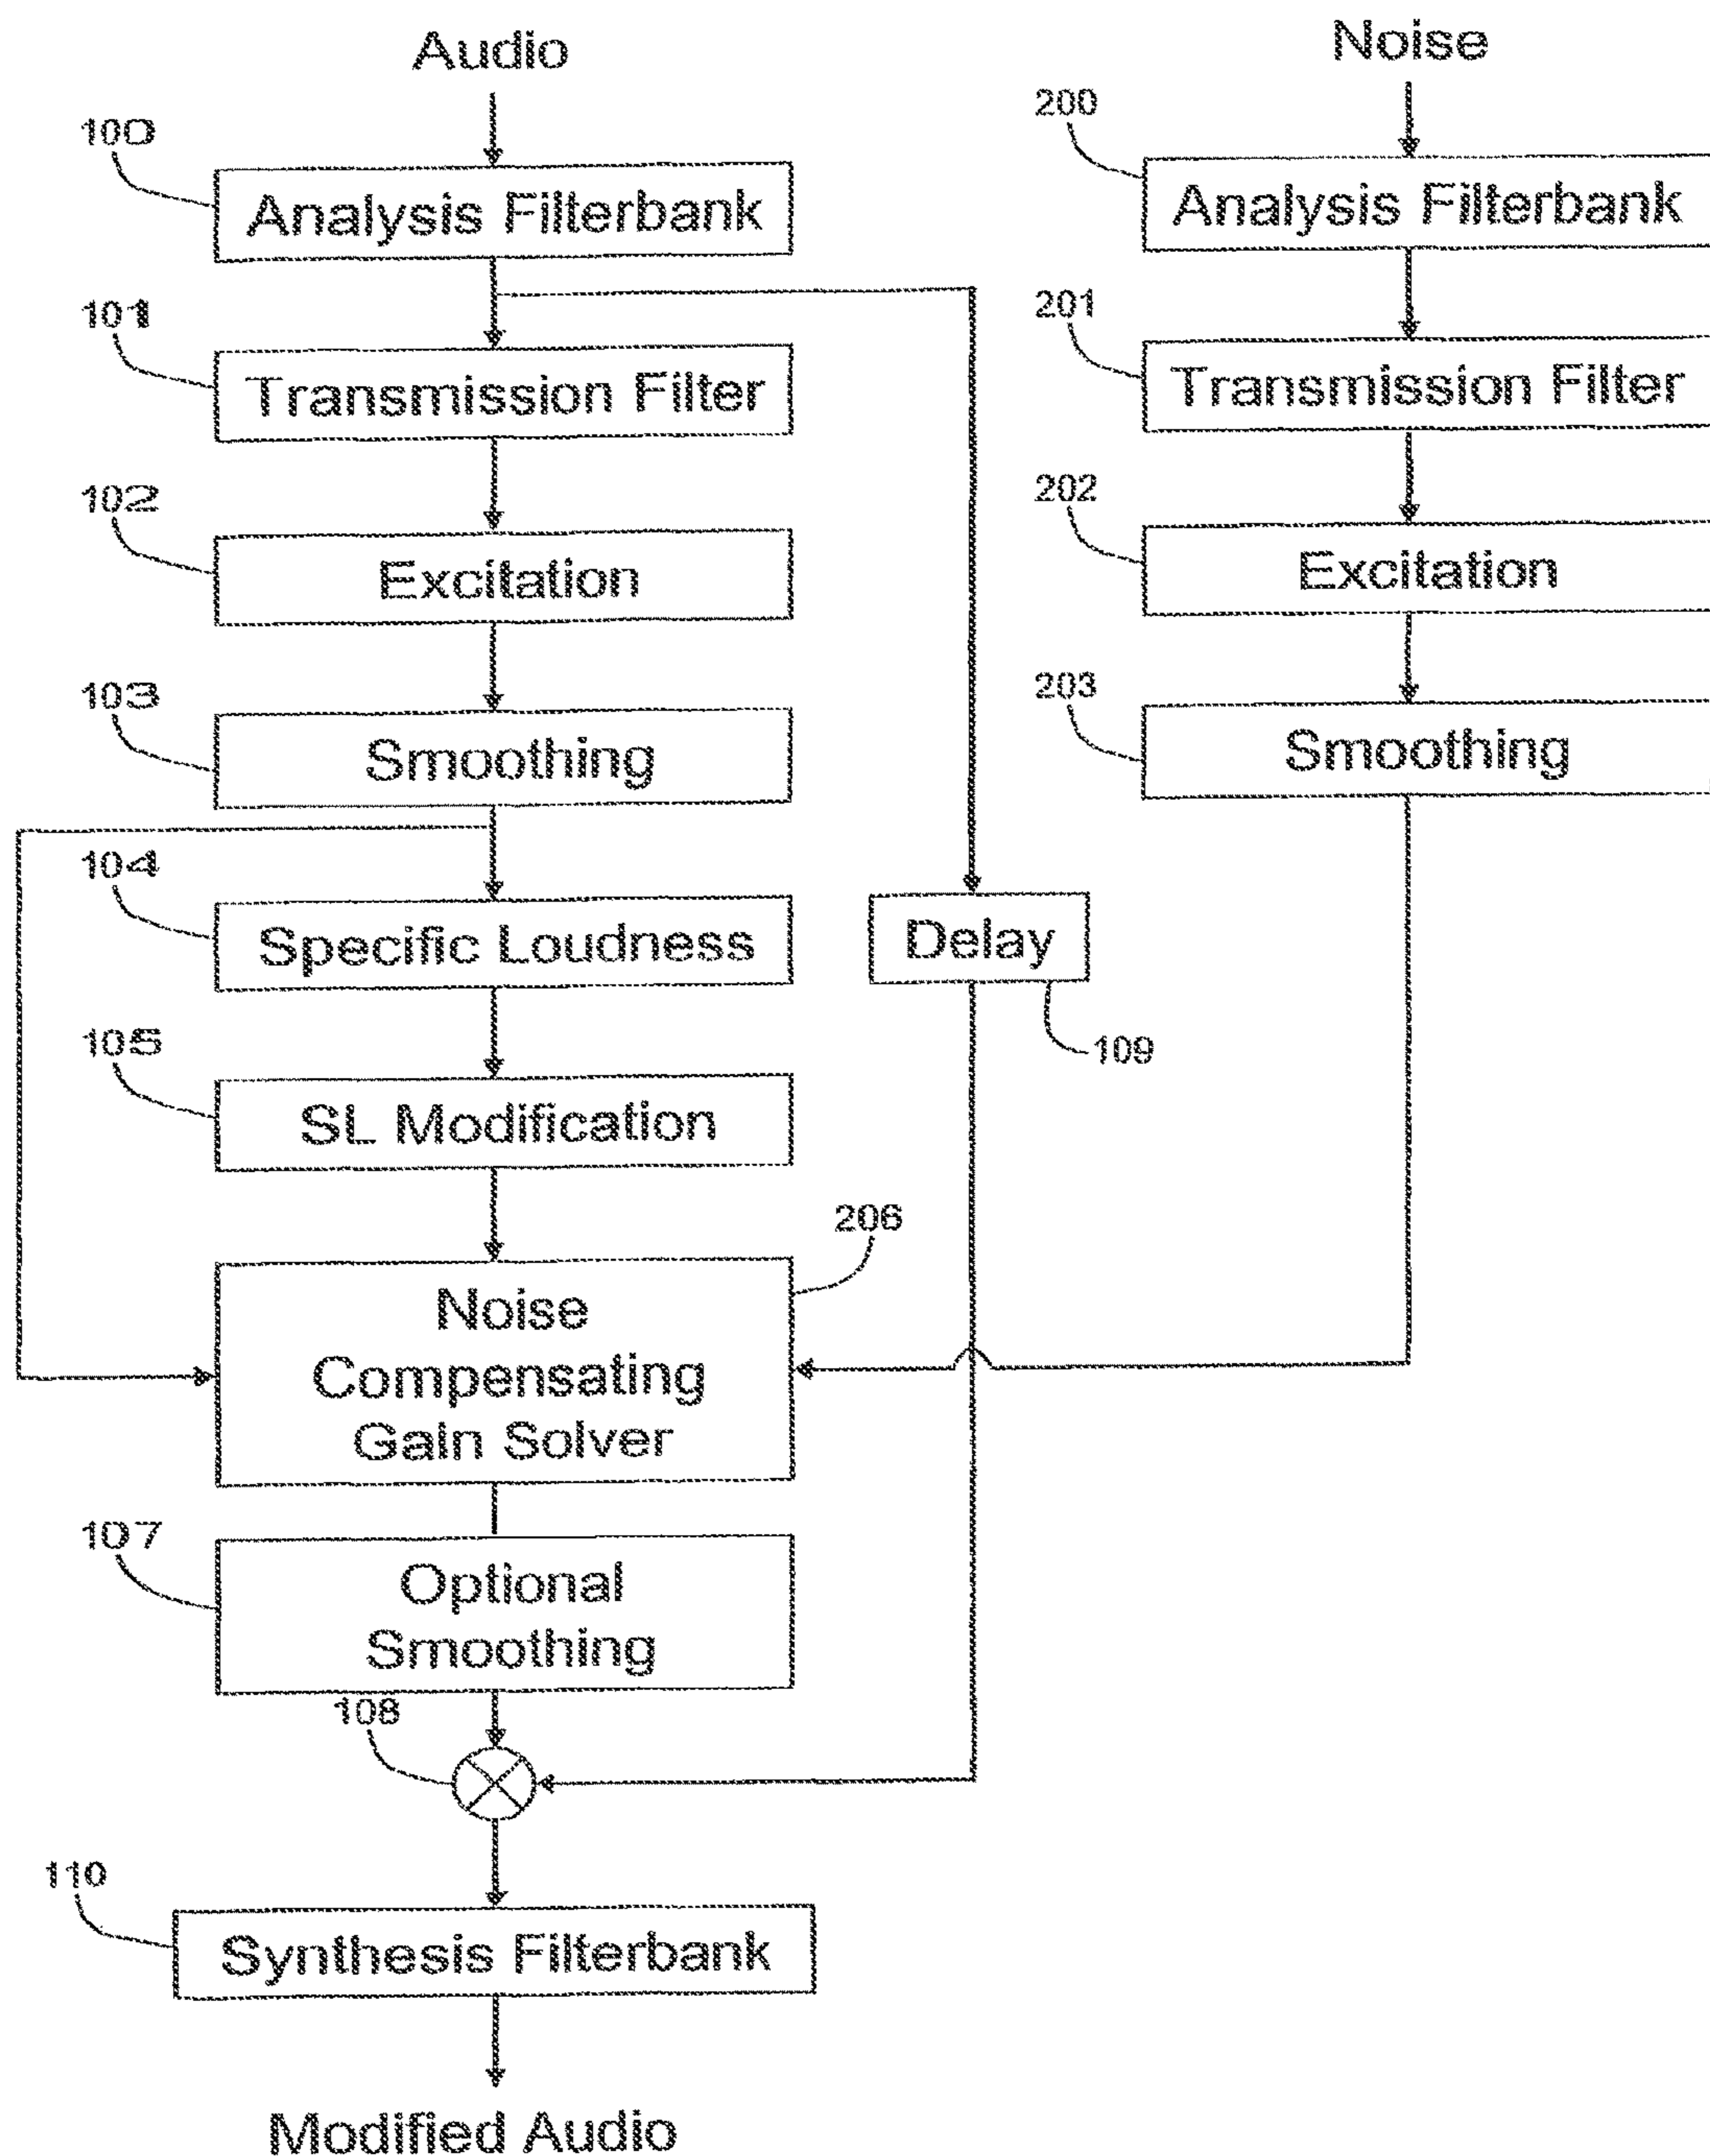 Audio
100
Analysis Filterbank
101
Transmission Filter
102
Excitation
103
Smoothing
104
Specific Loudness
105
SL Modification
206
Noise
Compensating
Gain Solver
107
Optional
Smoothing
108
110
Synthesis Filterbank
Modified Audio
Delay
109
Noise
200
Analysis Filterbank
201
Transmission Filter
202
Excitation
203
Smoothing